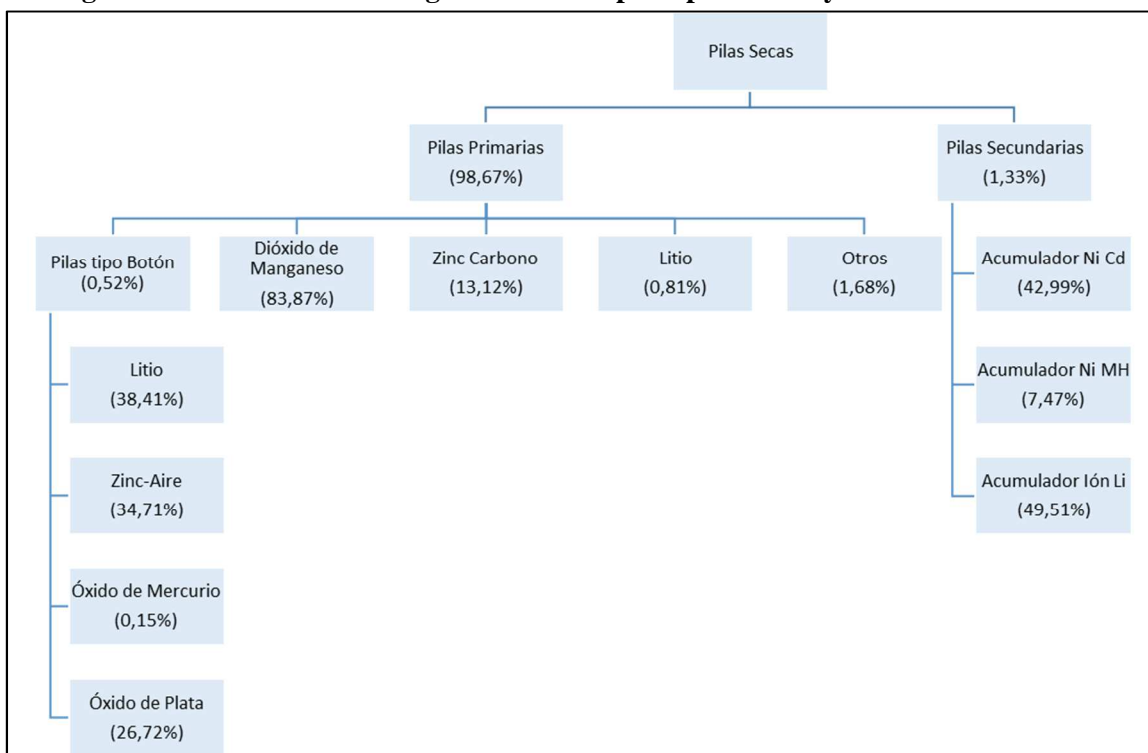 Pilas Secas
Pilas Primarias
(98,67%)
Pilas Secundarias
(1,33%)
Pilas tipo Botón
(0,52%)
Dióxido de
Manganeso
(83,87%)
Zinc Carbono
(13,12%)
Litio
(0,81%)
Otros
(1,68%)
Acumulador Ni Cd
(42,99%)
Litio
(38,41%)
Acumulador Ni MH
(7,47%)
Zinc-Aire
(34,71%)
Acumulador Ión Li
(49,51%)
Óxido de Mercurio
(0,15%)
Óxido de Plata
(26,72%)